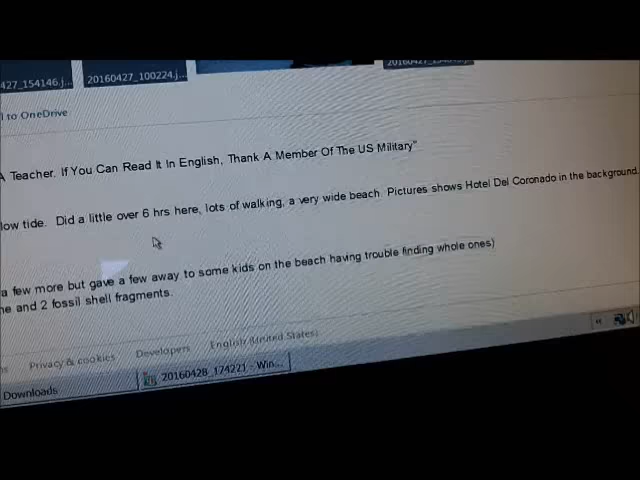 427_154146.j...
20160427_100224.j...
l to OneDrive
A Teacher. If You Can Read It In English, Thank A Member Of The US Military"
low tide. Did a little over 6 hrs here, lots of walking, a very wide beach. Pictures shows Hotel Del Coronado in the background.
a few more but gave a few away to some kids on the beach having trouble finding whole ones)
ne and 2 fossil shell fragments.
Privacy & cookies
Developers
English (United States)
Downloads
20160428_174221 - Win...
«